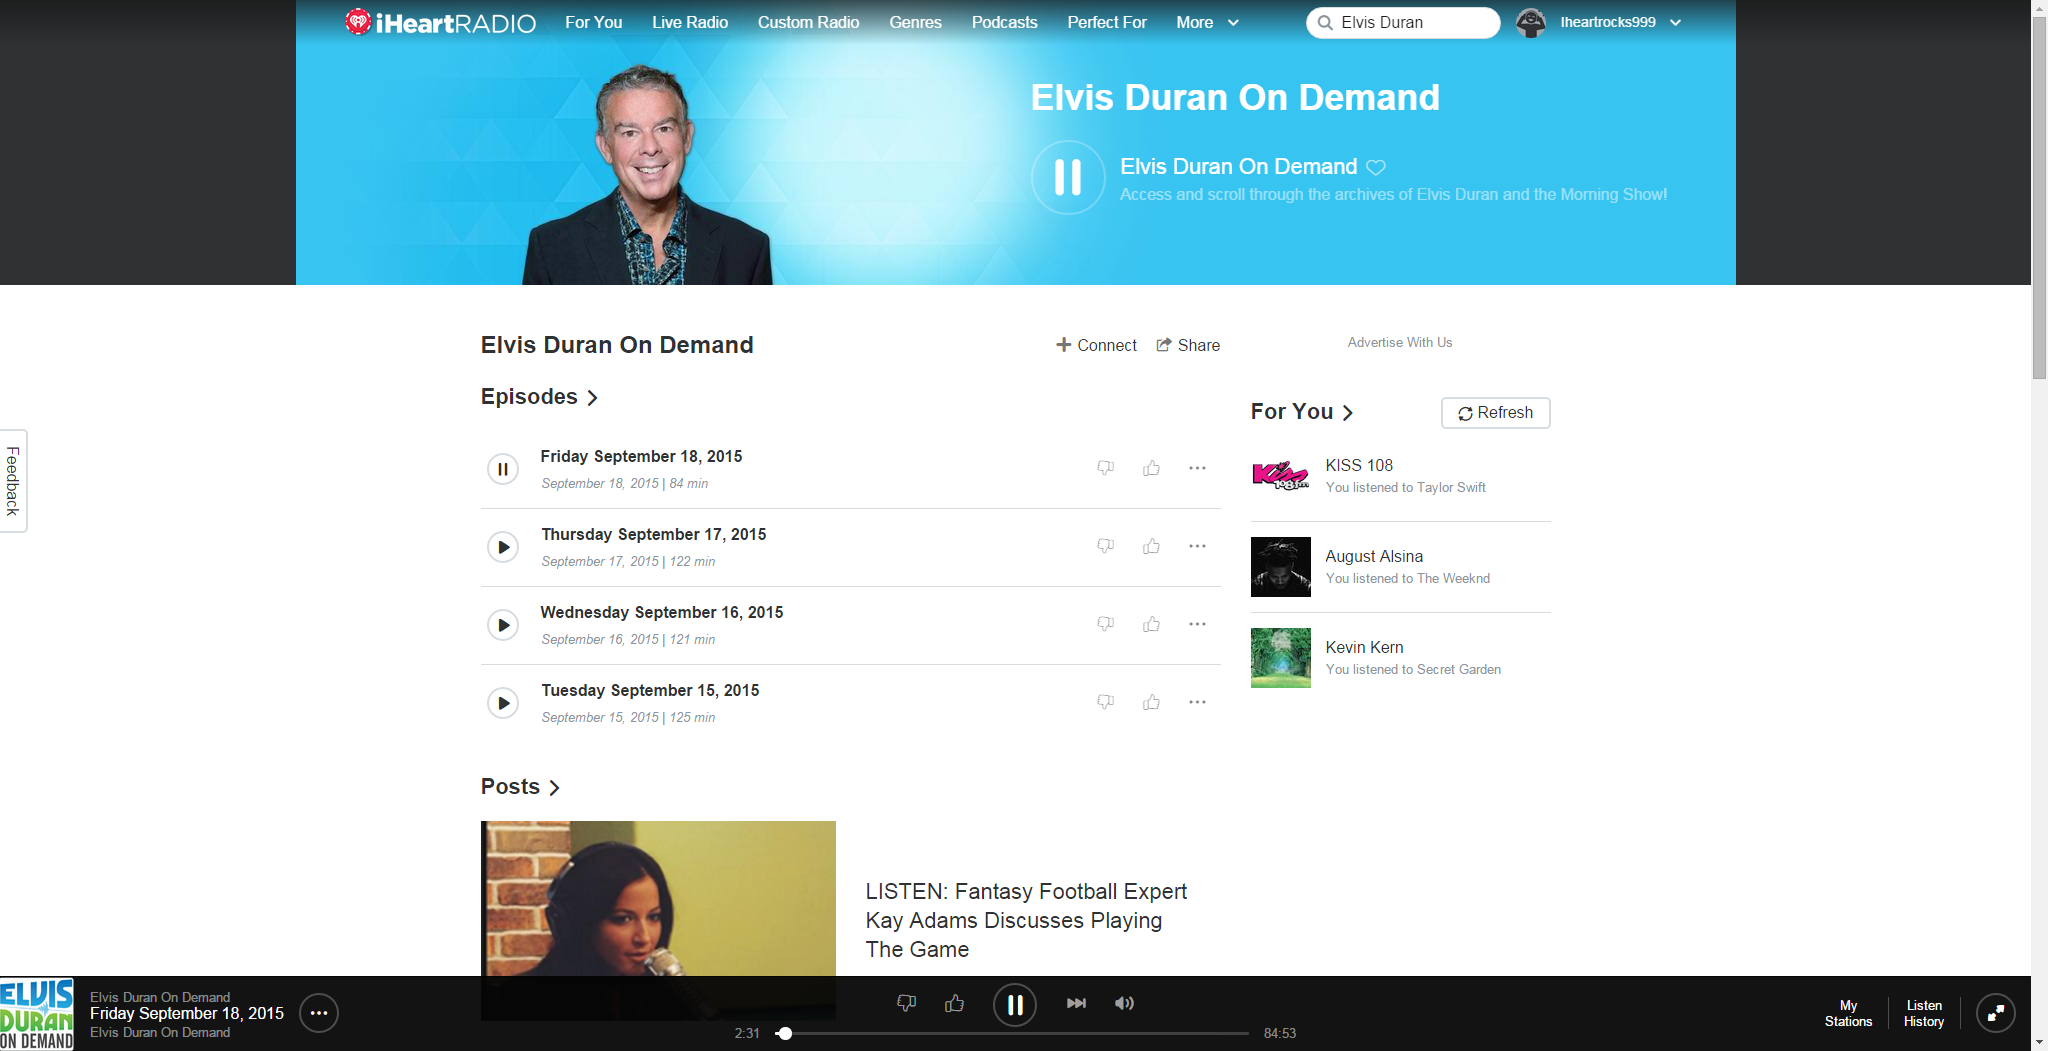 iHeartRADIO
For You
Live Radio
Custom Radio
Genres
Podcasts
Perfect For
More
Elvis Duran
Iheartrocks999
Elvis Duran On Demand
Elvis Duran On Demand
Access and scroll through the archives of Elvis Duran and the Morning Show!
Elvis Duran On Demand
Connect
Share
Advertise With Us
Episodes
Friday September 18, 2015
September 18, 2015 | 84 min
Thursday September 17, 2015
September 17, 2015 | 122 min
Wednesday September 16, 2015
September 16, 2015 | 121 min
Tuesday September 15, 2015
September 15, 2015 | 125 min
For You
Refresh
Kiss
108FM
KISS 108
You listened to Taylor Swift
August Alsina
You listened to The Weeknd
Kevin Kern
You listened to Secret Garden
Feedback
Posts
LISTEN: Fantasy Football Expert
Kay Adams Discusses Playing
The Game
ELVIS
DURAN
ON DEMAND
Elvis Duran On Demand
Friday September 18, 2015
Elvis Duran On Demand
2:31
84:53
My
Stations
Listen
History